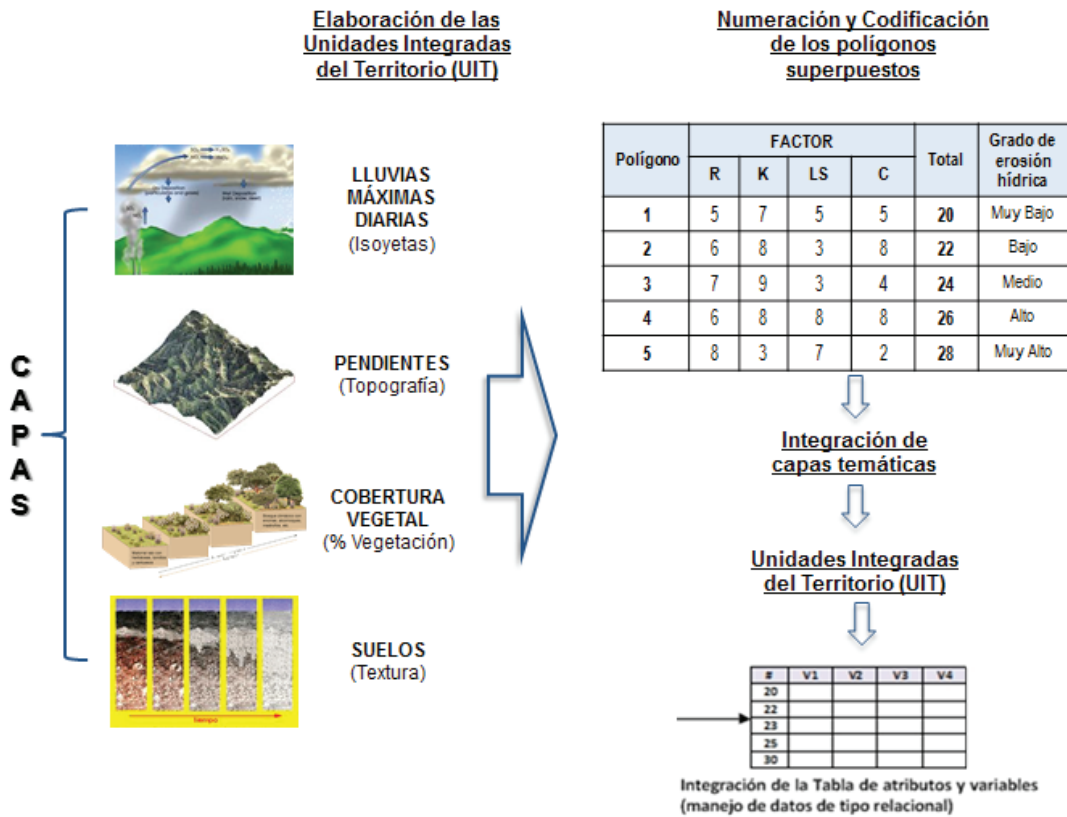 Elaboración de las
Unidades Integradas
del Territorio (UIT)
CAPAS
LLUVIAS
MÁXIMAS
DIARIAS
(Isoyetas)
PENDIENTES
(Topografía)
COBERTURA
VEGETAL
(% Vegetación)
SUELOS
(Textura)
tiempo
Numeración y Codificación
de los polígonos
superpuestos
Polígono FACTOR Total Grado de erosión hídrica
R K LS C
1 5 7 5 5 20 Muy Bajo
2 6 8 3 8 22 Bajo
3 7 9 3 4 24 Medio
4 6 8 8 8 26 Alto
5 8 3 7 2 28 Muy Alto
Integración de
capas temáticas
Unidades Integradas
del Territorio (UIT)
# V1 V2 V3 V4
20
22
23
25
30
Integración de la Tabla de atributos y variables
(manejo de datos de tipo relacional)